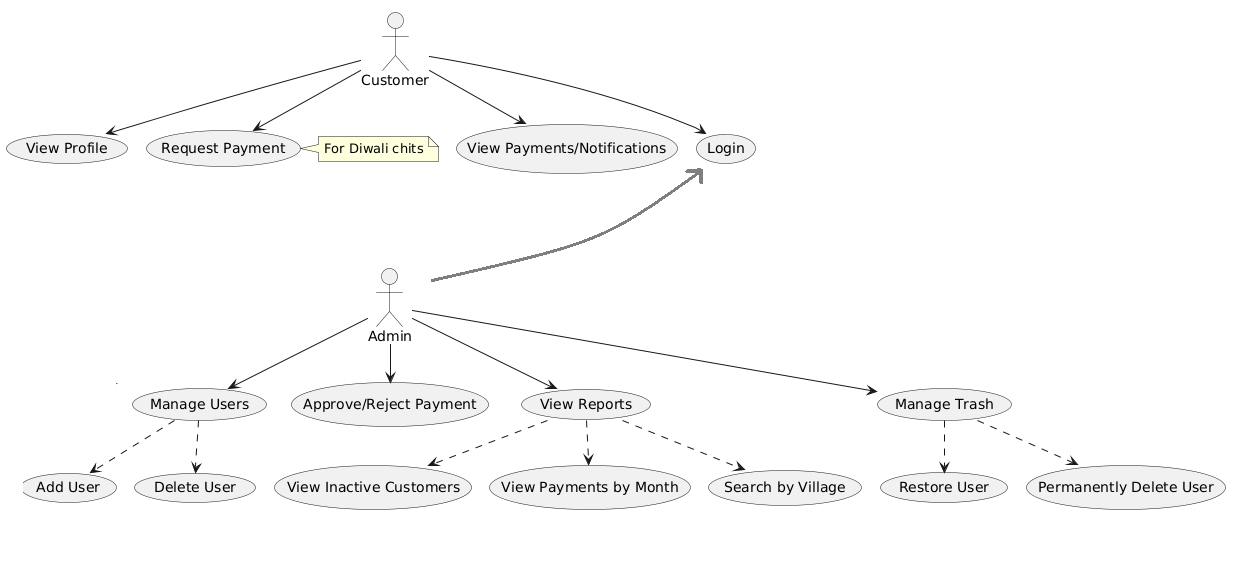 Customer
View Profile
Request Payment
For Diwali chits
View Payments/Notifications
Login
Admin
Manage Users
Approve/Reject Payment
View Reports
Manage Trash
Add User
Delete User
View Inactive Customers
View Payments by Month
Search by Village
Restore User
Permanently Delete User